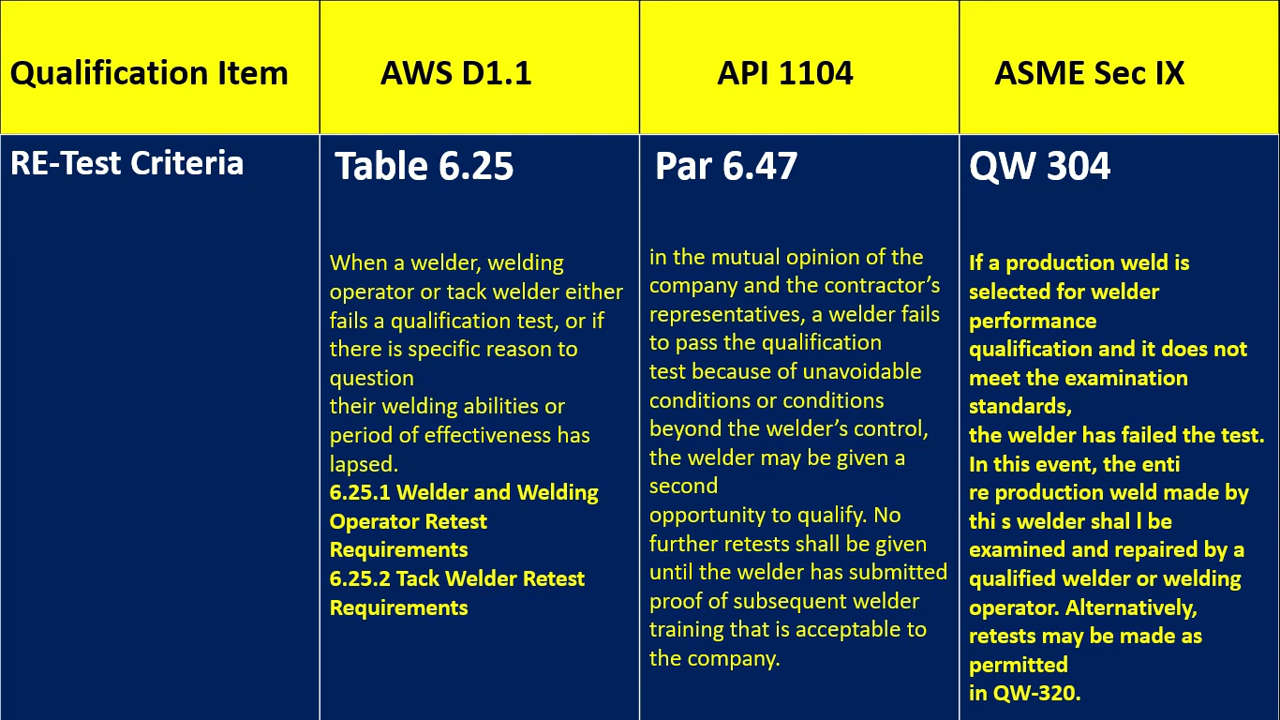 Qualification Item
AWS D1.1
API 1104
ASME Sec IX
RE-Test Criteria
Table 6.25
When a welder, welding
operator or tack welder either
fails a qualification test, or if
there is specific reason to
question
their welding abilities or
period of effectiveness has
lapsed.
6.25.1 Welder and Welding
Operator Retest
Requirements
6.25.2 Tack Welder Retest
Requirements
Par 6.47
in the mutual opinion of the
company and the contractor’s
representatives, a welder fails
to pass the qualification
test because of unavoidable
conditions or conditions
beyond the welder’s control,
the welder may be given a
second
opportunity to qualify. No
further retests shall be given
until the welder has submitted
proof of subsequent welder
training that is acceptable to
the company.
QW 304
If a production weld is
selected for welder
performance
qualification and it does not
meet the examination
standards,
the welder has failed the test.
In this event, the enti
re production weld made by
thi s welder shal l be
examined and repaired by a
qualified welder or welding
operator. Alternatively,
retests may be made as
permitted
in QW-320.